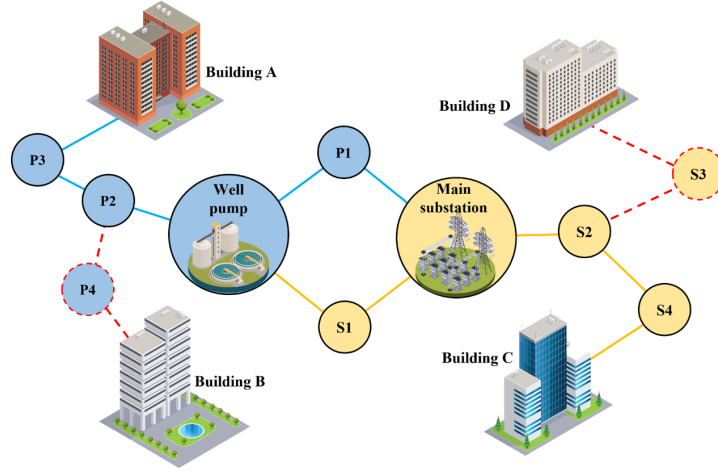 Building A
Building D
P3
P1
S3
Well
pump
Main
substation
P2
S2
P4
S1
S4
Building C
Building B